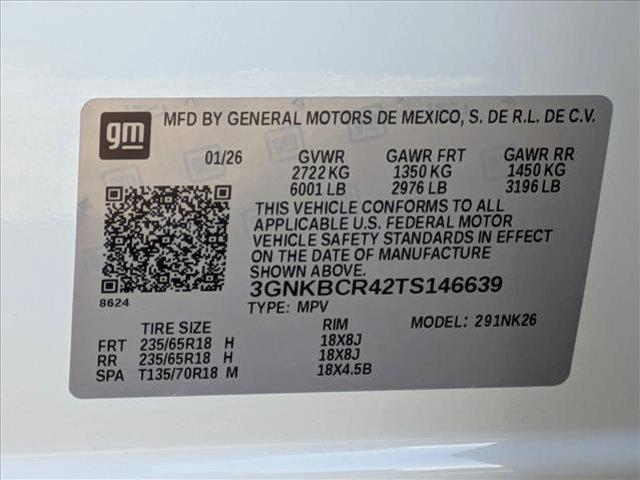 gm MFD BY GENERAL MOTORS DE MEXICO, S. DE R.L. DE C.V.
01/26 GVWR GAWR FRT GAWR RR
2722 KG 1350 KG 1450 KG
6001 LB 2976 LB 3196 LB
THIS VEHICLE CONFORMS TO ALL
APPLICABLE U.S. FEDERAL MOTOR
VEHICLE SAFETY STANDARDS IN EFFECT
ON THE DATE OF MANUFACTURE
SHOWN ABOVE.
8624
3GNKBCR42TS146639
TYPE: MPV
MODEL: 291NK26
TIRE SIZE RIM
FRT 235/65R18 H 18X8J
RR 235/65R18 H 18X8J
SPA T135/70R18 M 18X4.5B